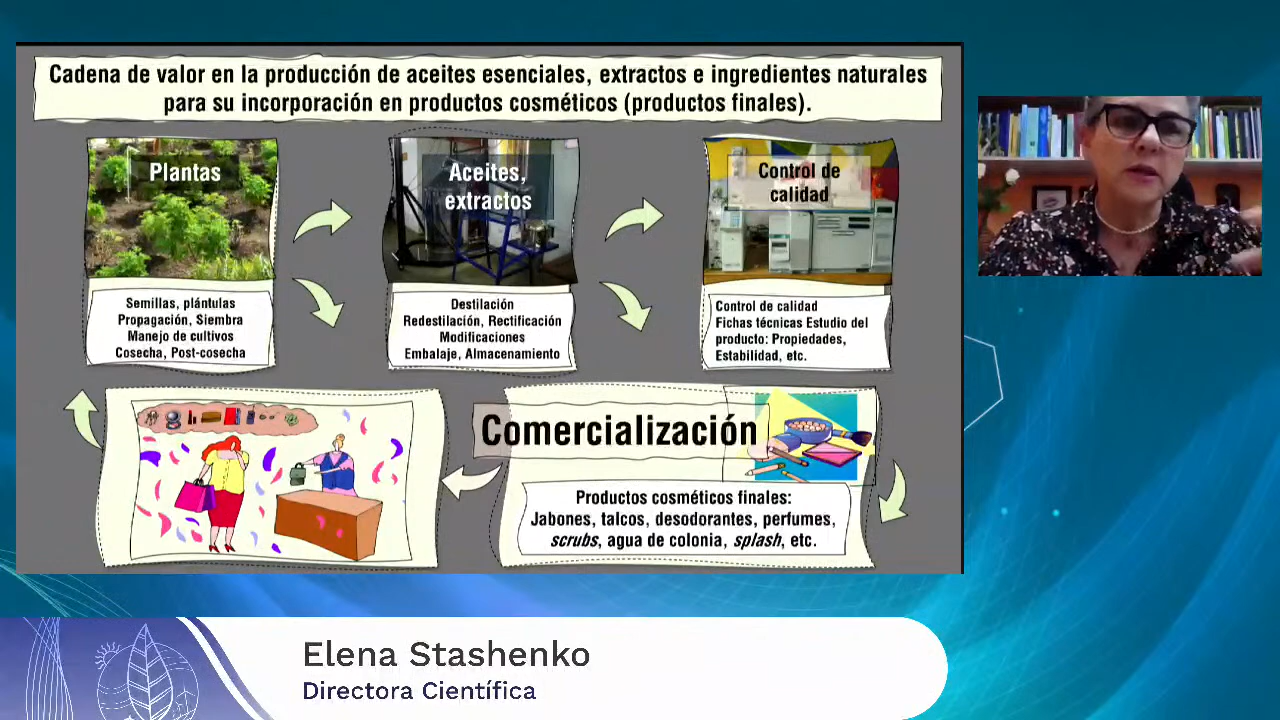 Cadena de valor en la producción de aceites esenciales, extractos e ingredientes naturales
para su incorporación en productos cosméticos (productos finales).
Plantas
Semillas, plántulas
Propagación, Siembra
Manejo de cultivos
Cosecha, Post-cosecha
Aceites,
extractos
Destilación
Redestilación, Rectificación
Modificaciones
Embalaje, Almacenamiento
Control de
calidad
Control de calidad
Fichas técnicas Estudio del
producto: Propiedades,
Estabilidad, etc.
Comercialización
Productos cosméticos finales:
Jabones, talcos, desodorantes, perfumes,
scrubs, agua de colonia, splash, etc.
Elena Stashenko
Directora Científica